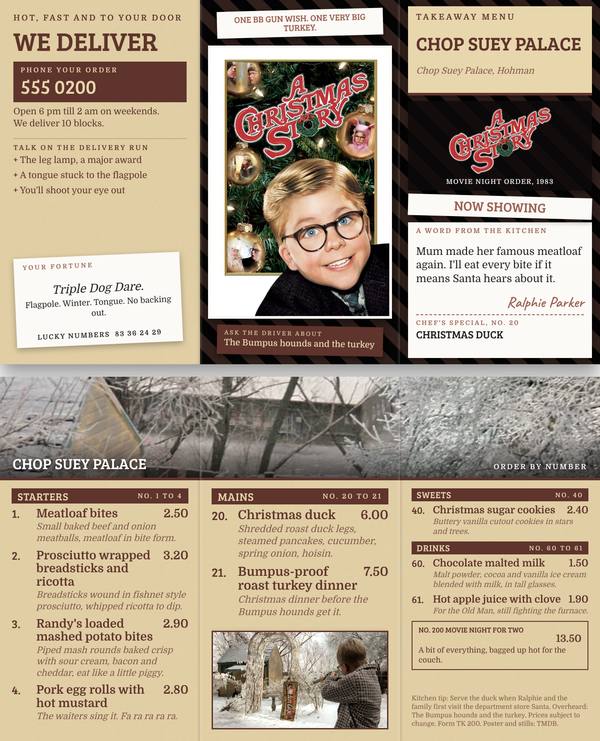 HOT, FAST AND TO YOUR DOOR
WE DELIVER
PHONE YOUR ORDER
555 0200
Open 6 pm till 2 am on weekends.
We deliver 10 blocks.
TALK ON THE DELIVERY RUN
+ The leg lamp, a major award
+ A tongue stuck to the flagpole
+ You'll shoot your eye out
YOUR FORTUNE
Triple Dog Dare.
Flagpole. Winter. Tongue. No backing
out.
LUCKY NUMBERS 83 36 24 29
ONE BB GUN WISH. ONE VERY BIG
TURKEY.
A
CHRISTMAS
STORY
ASK THE DRIVER ABOUT
The Bumpus hounds and the turkey
TAKEAWAY MENU
CHOP SUEY PALACE
Chop Suey Palace, Hohman
A
CHRISTMAS
STORY
MOVIE NIGHT ORDER, 1983
NOW SHOWING
A WORD FROM THE KITCHEN
Mum made her famous meatloaf
again. I'll eat every bite if it
means Santa hears about it.
Ralphie Parker
CHEF'S SPECIAL, NO. 20
CHRISTMAS DUCK
CHOP SUEY PALACE
ORDER BY NUMBER
STARTERS NO. 1 TO 4
1. Meatloaf bites 2.50
Small baked beef and onion
meatballs, meatloaf in bite form.
2. Prosciutto wrapped 3.20
breadsticks and
ricotta
Breadsticks wound in fishnet style
prosciutto, whipped ricotta to dip.
3. Randy's loaded 2.90
mashed potato bites
Piped mash rounds baked crisp
with sour cream, bacon and
cheddar, eat like a little piggy.
4. Pork egg rolls with 2.80
hot mustard
The waiters sing it. Fa ra ra ra ra.
MAINS NO. 20 TO 21
20. Christmas duck 6.00
Shredded roast duck legs,
steamed pancakes, cucumber,
spring onion, hoisin.
21. Bumpus-proof 7.50
roast turkey dinner
Christmas dinner before the
Bumpus hounds get it.
SWEETS NO. 40
40. Christmas sugar cookies 2.40
Buttery vanilla cutout cookies in stars
and trees.
DRINKS NO. 60 TO 61
60. Chocolate malted milk 1.50
Malt powder, cocoa and vanilla ice cream
blended with milk, in tall glasses.
61. Hot apple juice with clove 1.90
For the Old Man, still fighting the furnace.
NO. 200 MOVIE NIGHT FOR TWO
13.50
A bit of everything, bagged up hot for the
couch.
Kitchen tip: Serve the duck when Ralphie and the
family first visit the department store Santa. Overheard:
The Bumpus hounds and the turkey. Prices subject to
change. Form TK 200. Poster and stills: TMDB.